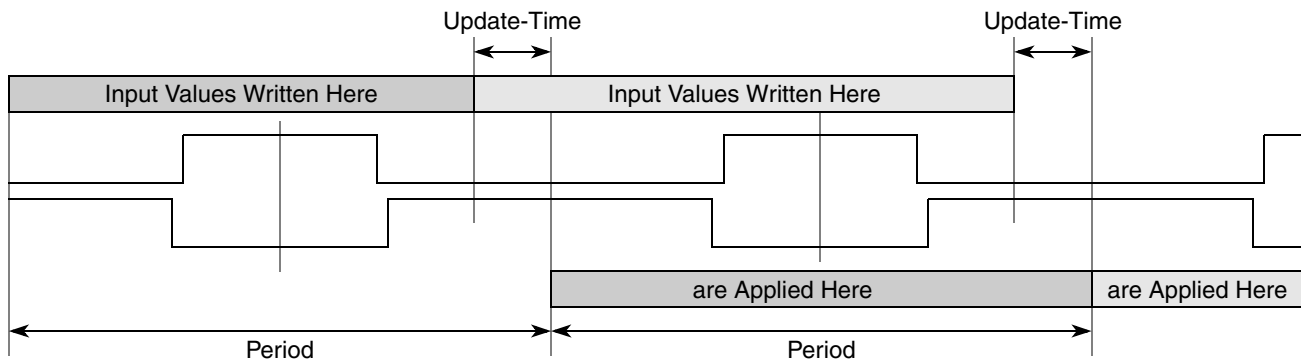 Update-Time
Update-Time
Input Values Written Here
Input Values Written Here
are Applied Here
are Applied Here
Period
Period